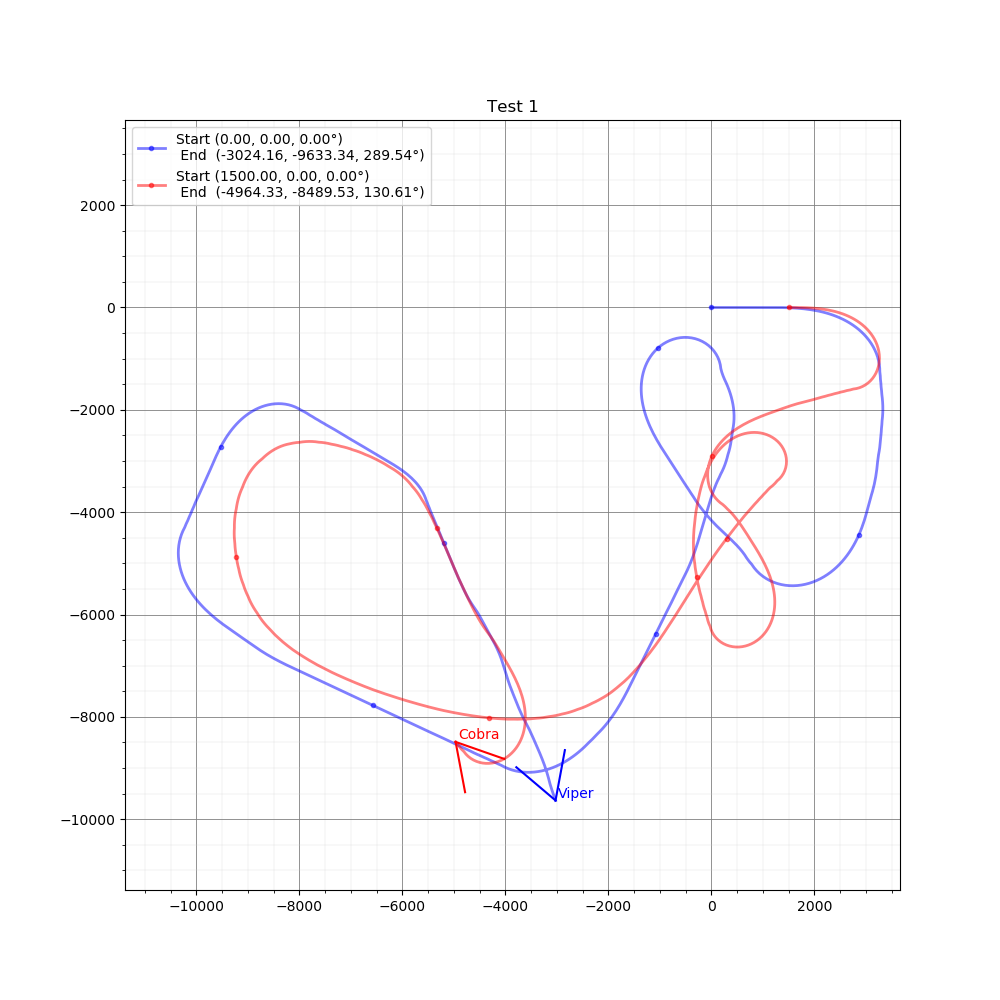 Test 1
Start (0.00, 0.00, 0.00°)
End  (-3024.16, -9633.34, 289.54°)
Start (1500.00, 0.00, 0.00°)
End  (-4964.33, -8489.53, 130.61°)
2000
0
−2000
−4000
−6000
−8000
−10000
Cobra
Viper
−10000 −8000 −6000 −4000 −2000 0 2000